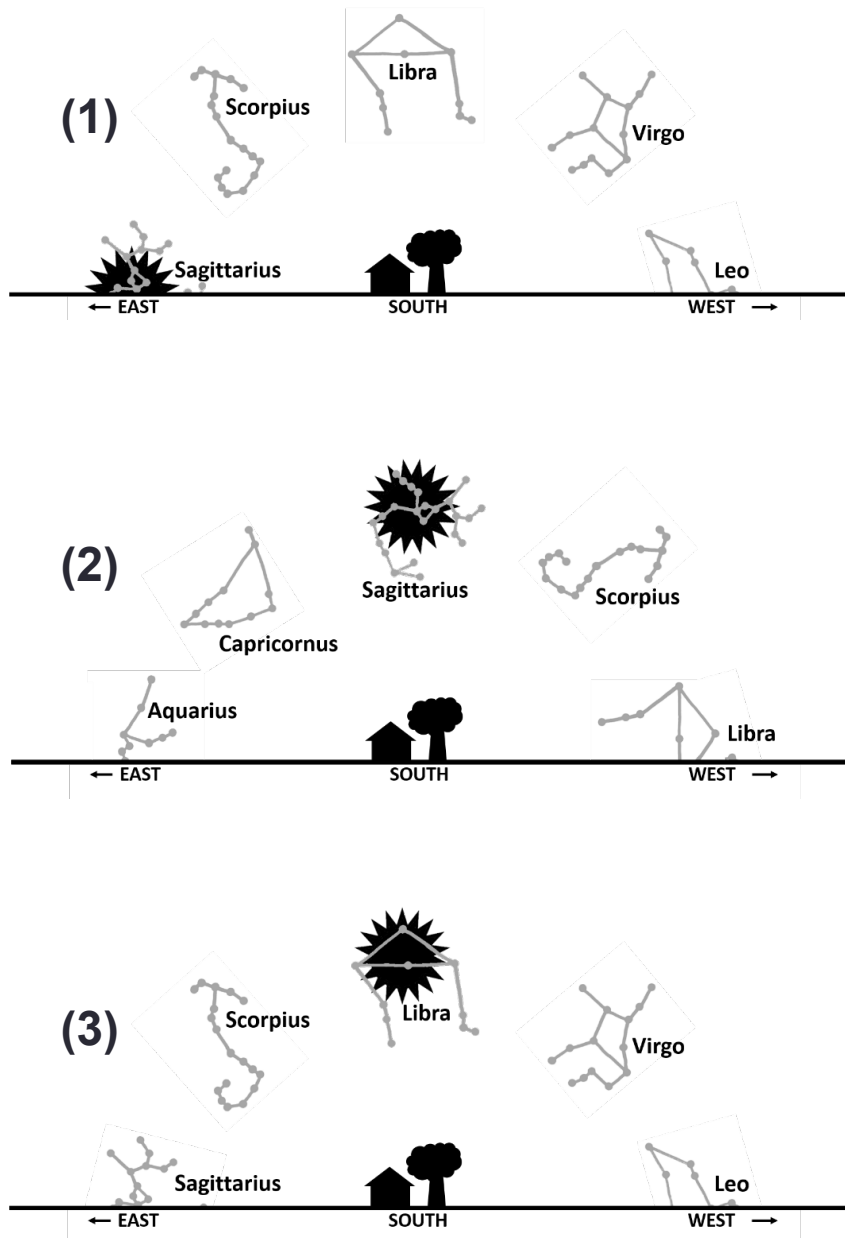 (1)
Scorpius
Libra
Virgo
Sagittarius
Leo
← EAST
SOUTH
WEST →
(2)
Capricornus
Sagittarius
Scorpius
Aquarius
Libra
← EAST
SOUTH
WEST →
(3)
Scorpius
Libra
Virgo
Sagittarius
Leo
← EAST
SOUTH
WEST →